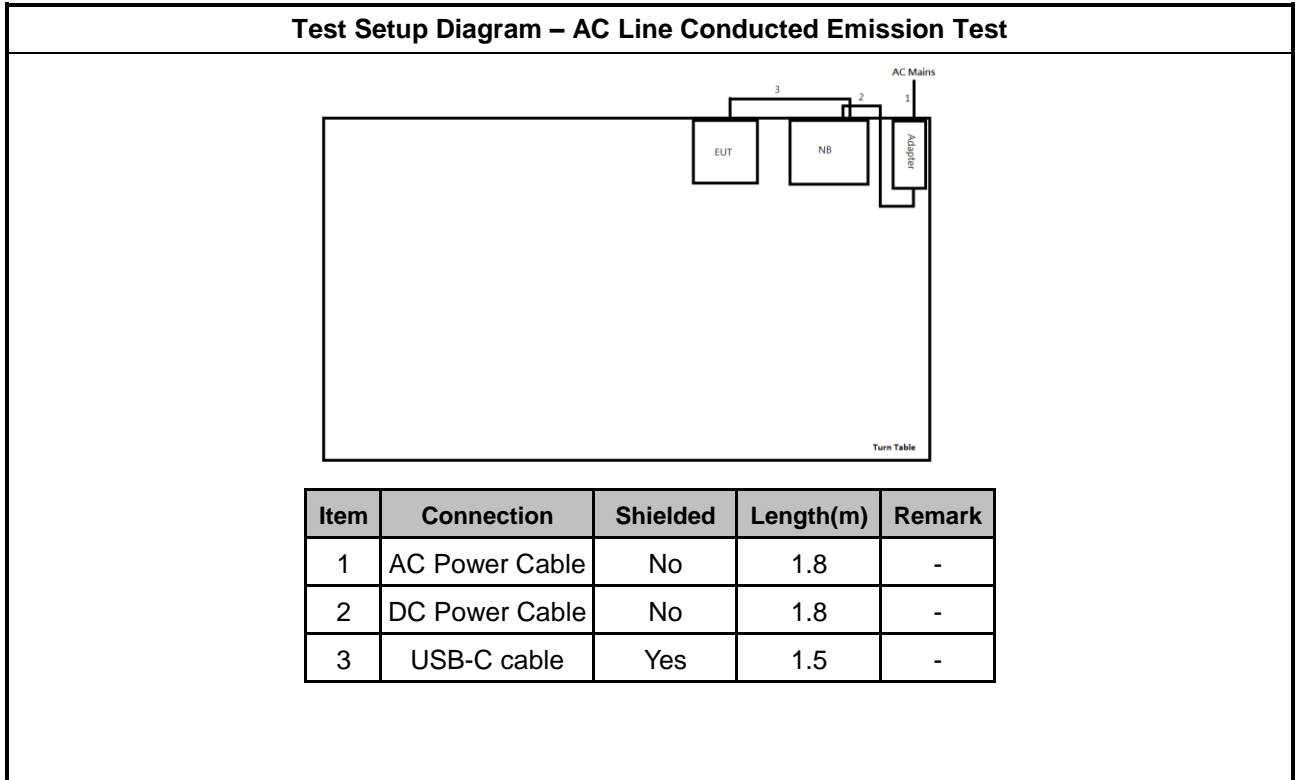 Test Setup Diagram – AC Line Conducted Emission Test
AC Mains
3
2
1
EUT
NB
Adapter
Turn Table
Item Connection Shielded Length(m) Remark
1 AC Power Cable No 1.8 -
2 DC Power Cable No 1.8 -
3 USB-C cable Yes 1.5 -